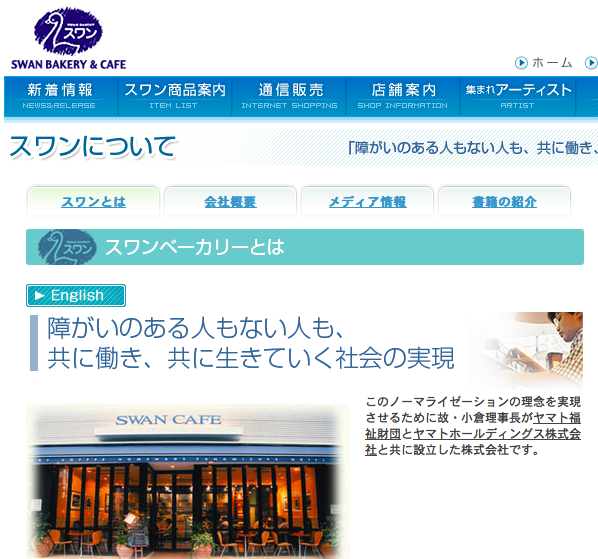 SWAN BAKERY
スワン
SWAN BAKERY & CAFE
ホーム
新着情報
NEWS&RELEASE
スワン商品案内
ITEM LIST
通信販売
INTERNET SHOPPING
店舗案内
SHOP INFORMATION
集まれアーティスト
ARTIST
スワンについて
「障がいのある人もない人も、共に働き、
スワンとは
会社概要
メディア情報
書籍の紹介
スワン
スワンベーカリーとは
English
障がいのある人もない人も、
共に働き、共に生きていく社会の実現
このノーマライゼーションの理念を実現
させるために故・小倉理事長がヤマト福
祉財団とヤマトホールディングス株式会
社と共に設立した株式会社です。
SWAN CAFE